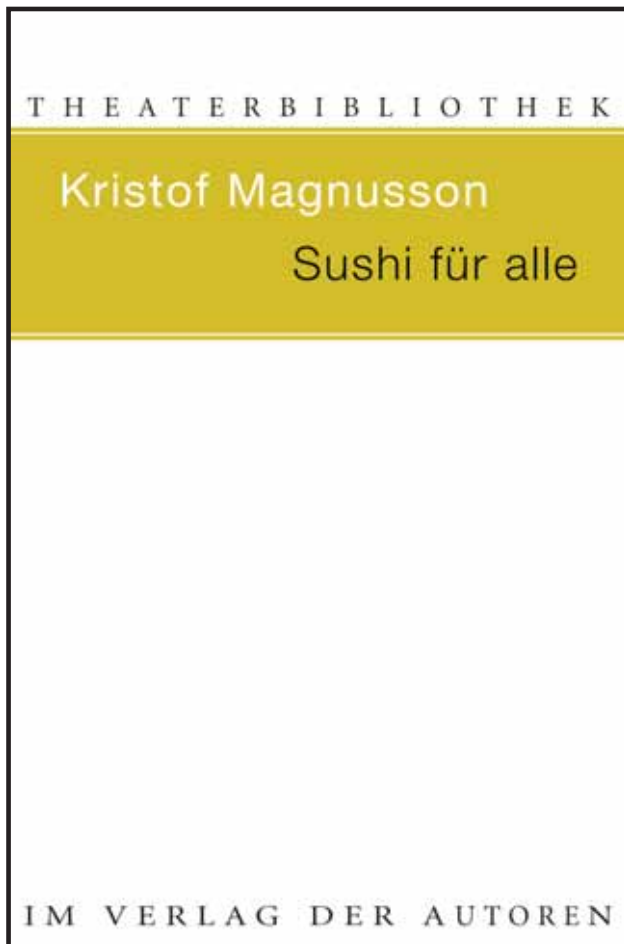 THEATERBIBLIOTHEK
Kristof Magnusson
Sushi für alle
IM VERLAG DER AUTOREN